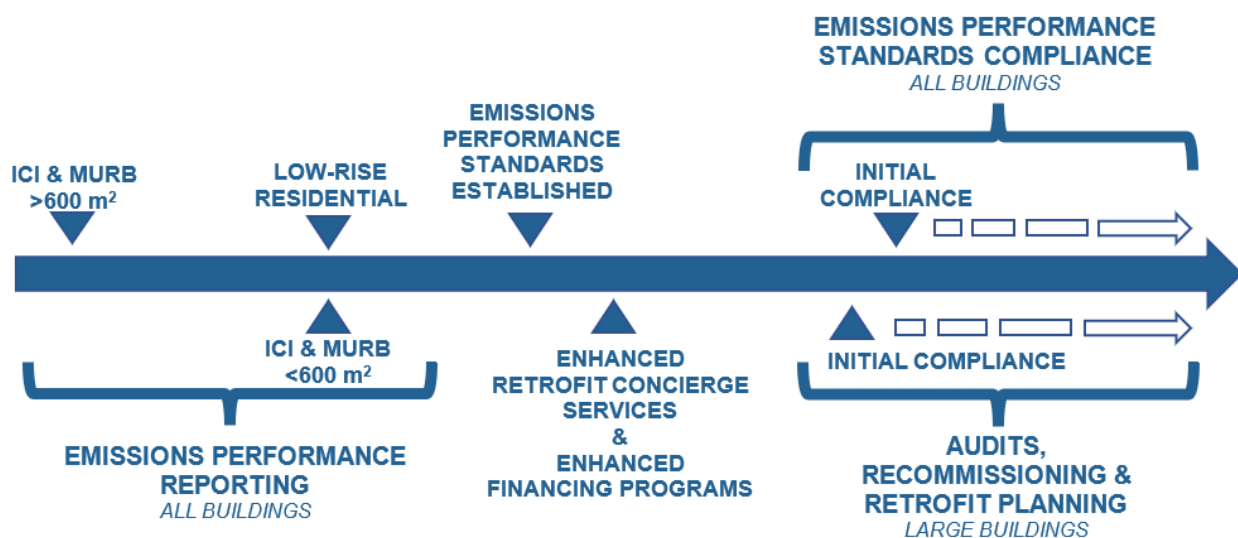 EMISSIONS PERFORMANCE
STANDARDS COMPLIANCE
ALL BUILDINGS
EMISSIONS
PERFORMANCE
STANDARDS
ESTABLISHED
ICI & MURB
>600 m²
LOW-RISE
RESIDENTIAL
INITIAL
COMPLIANCE
ICI & MURB
<600 m²
ENHANCED
RETROFIT CONCIERGE
SERVICES
&
ENHANCED
FINANCING PROGRAMS
INITIAL COMPLIANCE
EMISSIONS PERFORMANCE
REPORTING
ALL BUILDINGS
AUDITS,
RECOMMISSIONING &
RETROFIT PLANNING
LARGE BUILDINGS